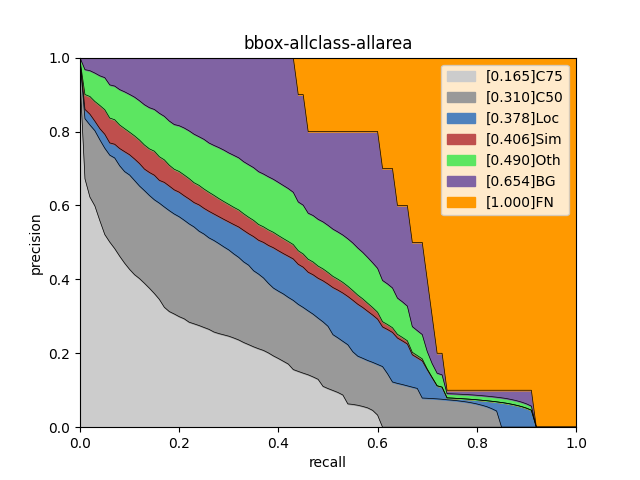 bbox-allclass-allarea
1.0
0.8
0.6
0.4
0.2
0.0
precision
[0.165]C75
[0.310]C50
[0.378]Loc
[0.406]Sim
[0.490]Oth
[0.654]BG
[1.000]FN
0.0 0.2 0.4 0.6 0.8 1.0
recall